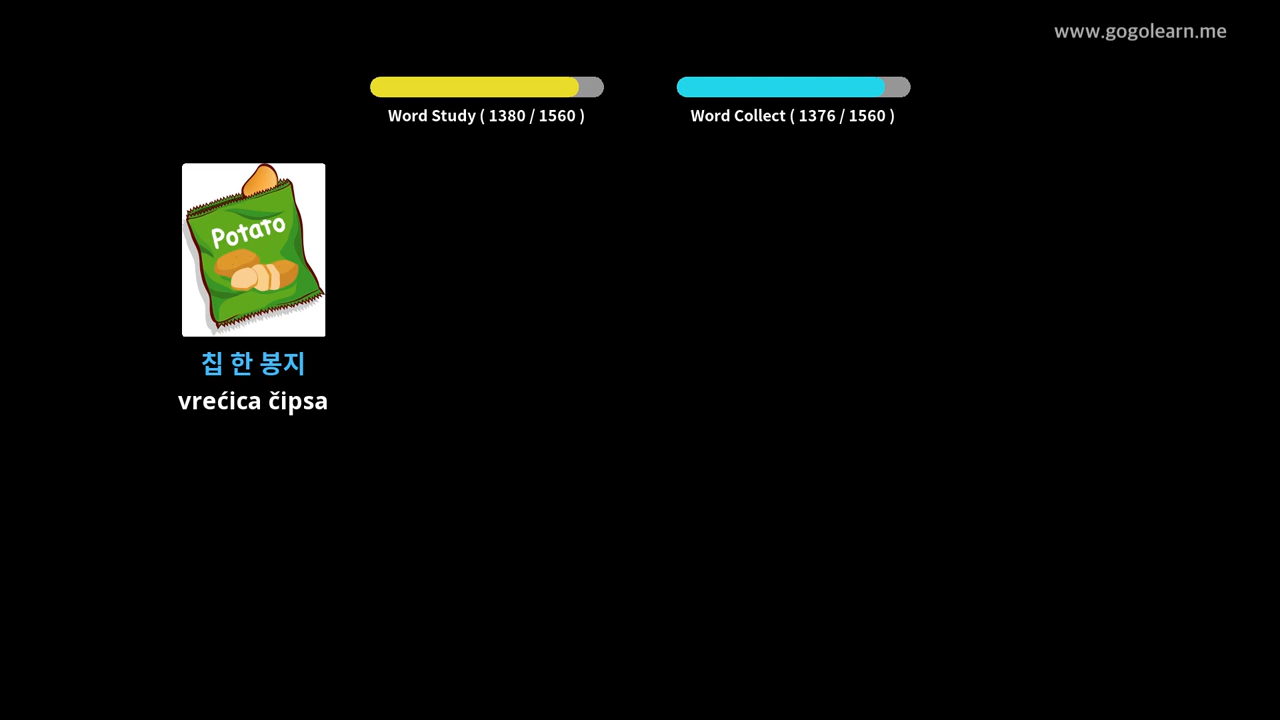 www.gogolearn.me
Word Study ( 1380 / 1560 )
Word Collect ( 1376 / 1560 )
Potato
칩 한 봉지
vrećica čipsa